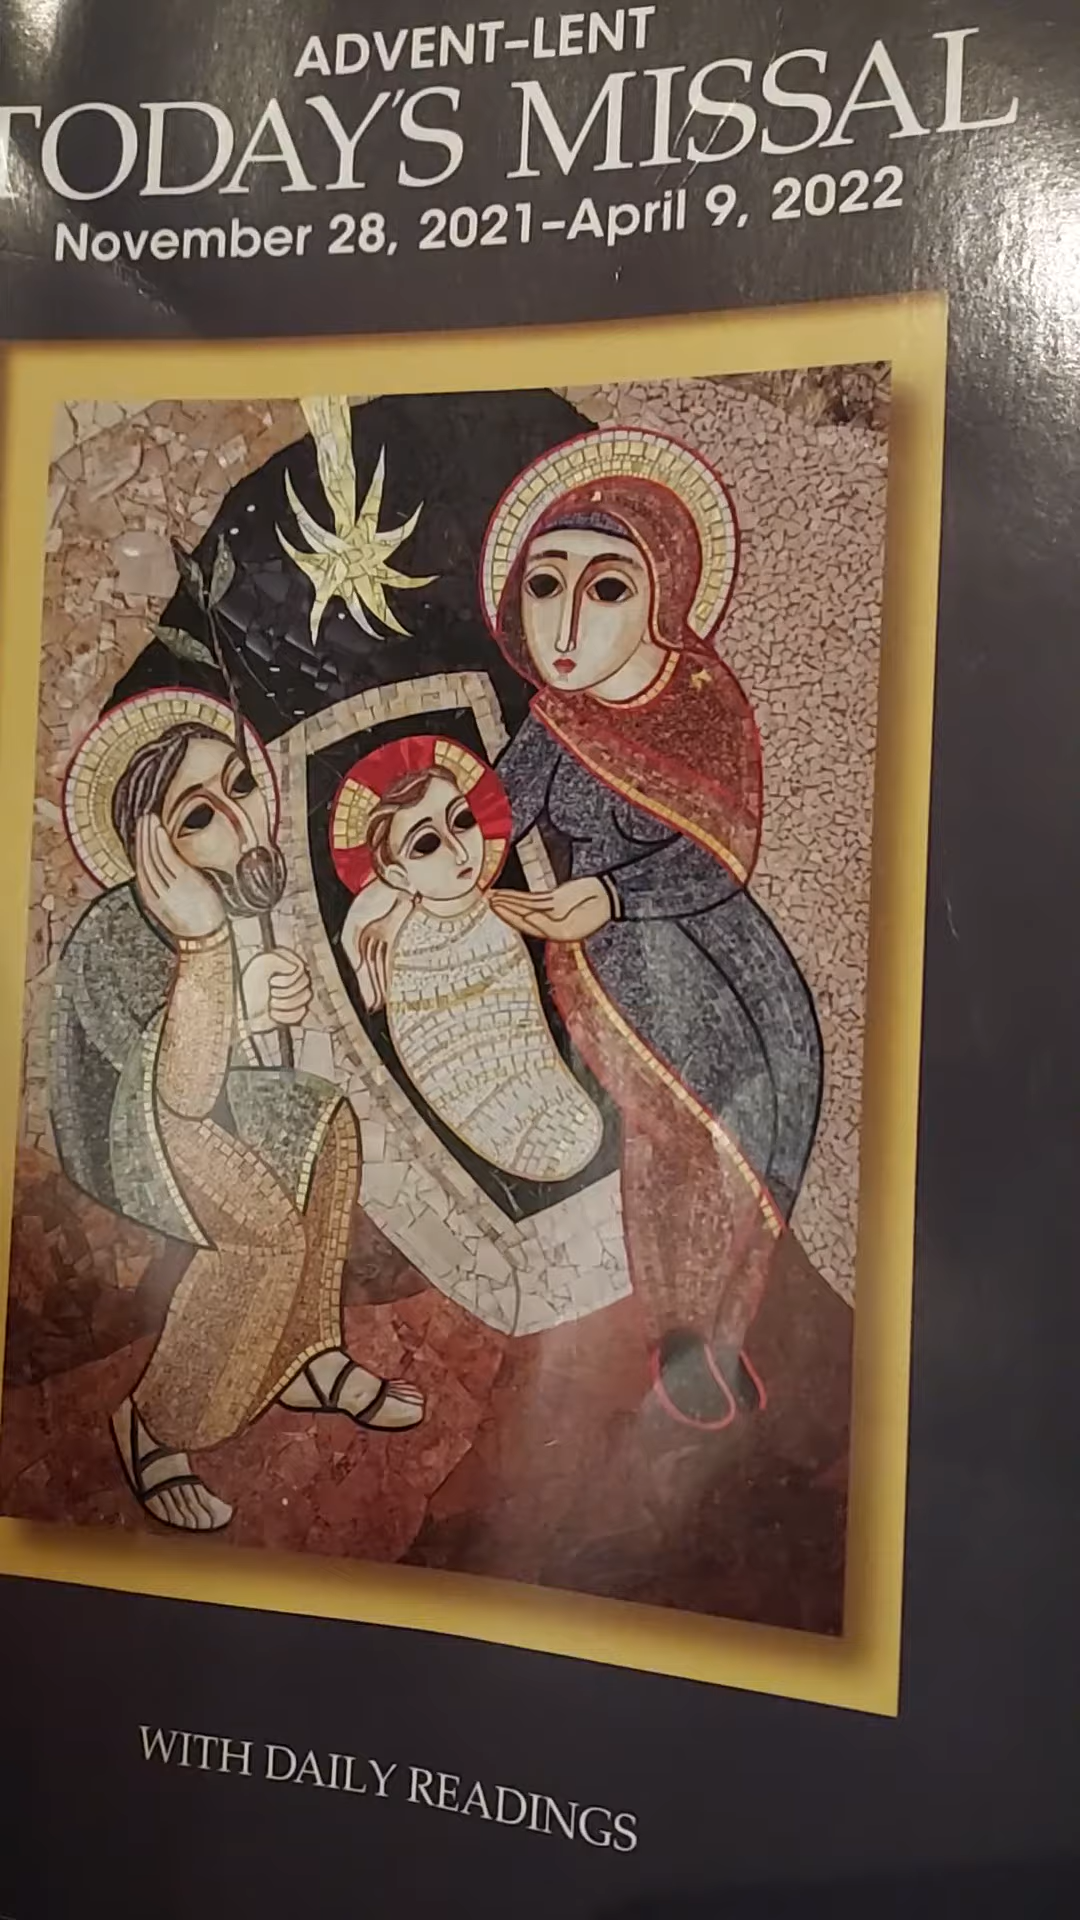 ADVENT–LENT
TODAY'S MISSAL
November 28, 2021–April 9, 2022
WITH DAILY READINGS